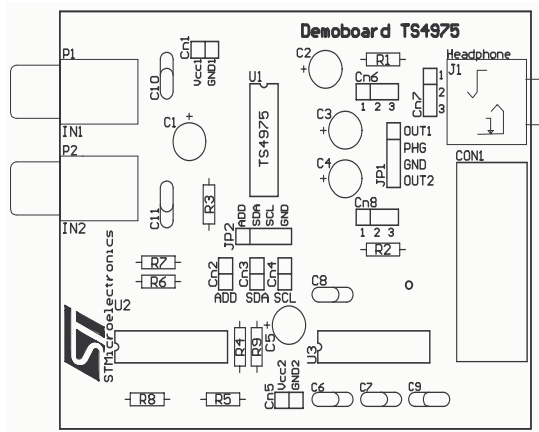 Demoboard TS4975
P1
IN1
P2
IN2
C10
C11
Cn1
Vcc1
GND1
C1
+
U1
TS4975
C2
+
R1
Cn6
1 2 3
Cn7
1
2
3
Headphone
J1
C3
+
C4
+
JP1
OUT1
PHG
GND
OUT2
CON1
R3
JP2
ADD
SDA
SCL
GND
Cn8
1 2 3
R2
R7
R6
Cn2
Cn3
Cn4
ADD SDA SCL
C8
O
STMicroelectronics
ST
U2
R4
R9
C5
+
U3
R8
R5
Cn5
Vcc2
GND2
C6
C7
C9